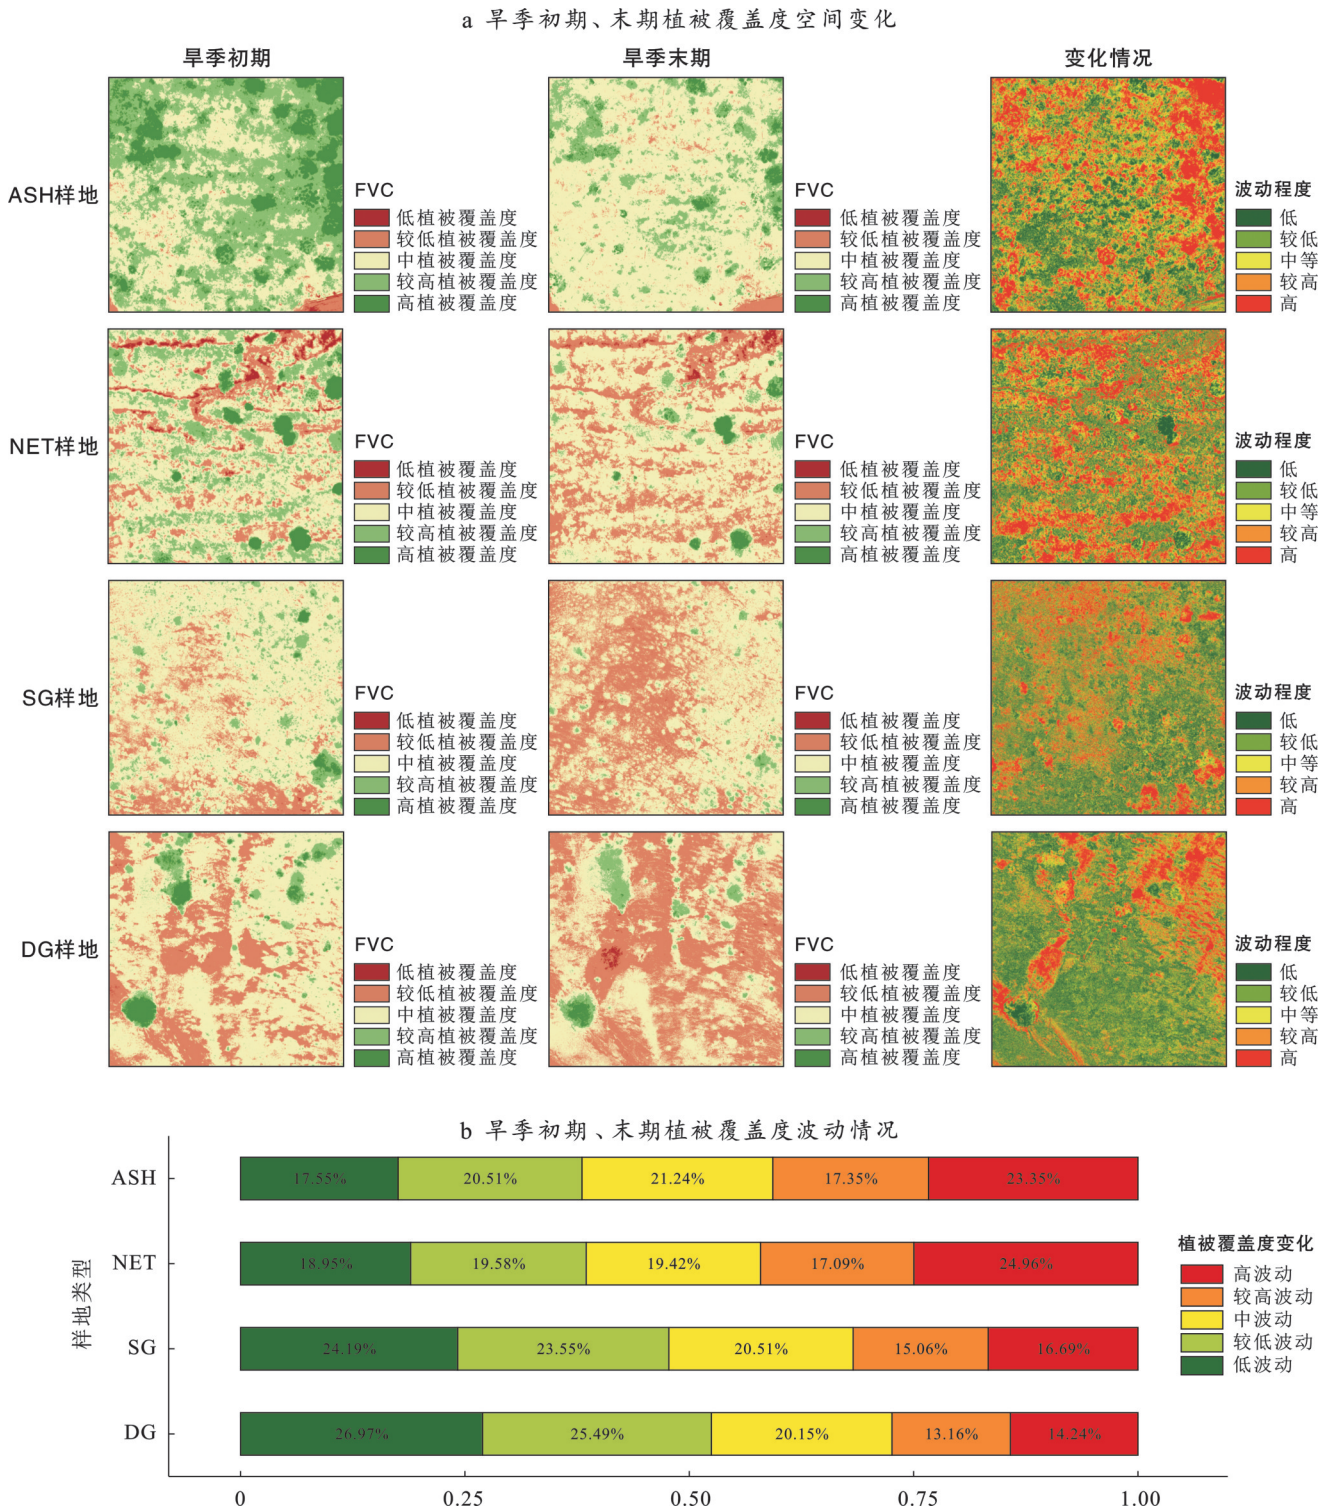 a 旱季初期、末期植被覆盖度空间变化
旱季初期
旱季末期
变化情况
ASH样地
FVC
低植被覆盖度
较低植被覆盖度
中植被覆盖度
较高植被覆盖度
高植被覆盖度
FVC
低植被覆盖度
较低植被覆盖度
中植被覆盖度
较高植被覆盖度
高植被覆盖度
波动程度
低
较低
中等
较高
高
NET样地
FVC
低植被覆盖度
较低植被覆盖度
中植被覆盖度
较高植被覆盖度
高植被覆盖度
FVC
低植被覆盖度
较低植被覆盖度
中植被覆盖度
较高植被覆盖度
高植被覆盖度
波动程度
低
较低
中等
较高
高
SG样地
FVC
低植被覆盖度
较低植被覆盖度
中植被覆盖度
较高植被覆盖度
高植被覆盖度
FVC
低植被覆盖度
较低植被覆盖度
中植被覆盖度
较高植被覆盖度
高植被覆盖度
波动程度
低
较低
中等
较高
高
DG样地
FVC
低植被覆盖度
较低植被覆盖度
中植被覆盖度
较高植被覆盖度
高植被覆盖度
FVC
低植被覆盖度
较低植被覆盖度
中植被覆盖度
较高植被覆盖度
高植被覆盖度
波动程度
低
较低
中等
较高
高
b 旱季初期、末期植被覆盖度波动情况
样地类型
ASH 17.55% 20.51% 21.24% 17.35% 23.35%
NET 18.95% 19.58% 19.42% 17.09% 24.96%
SG 24.19% 23.55% 20.51% 15.06% 16.69%
DG 26.97% 25.49% 20.15% 13.16% 14.24%
0 0.25 0.50 0.75 1.00
植被覆盖度变化
高波动
较高波动
中波动
较低波动
低波动